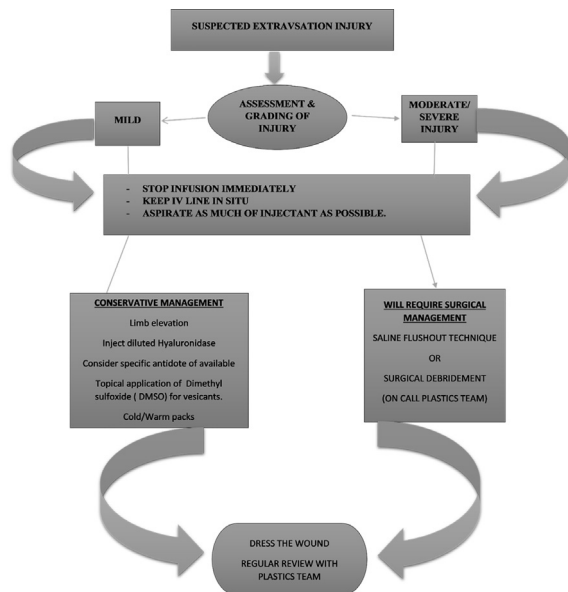 SUSPECTED EXTRAVSATION INJURY
ASSESSMENT &
GRADING OF
INJURY
MILD
MODERATE/
SEVERE
INJURY
- STOP INFUSION IMMEDIATELY
- KEEP IV LINE IN SITU
- ASPIRATE AS MUCH OF INJECTANT AS POSSIBLE.
CONSERVATIVE MANAGEMENT
Limb elevation
Inject diluted Hyaluronidase
Consider specific antidote of available
Topical application of Dimethyl
sulfoxide ( DMSO) for vesicants.
Cold/Warm packs
WILL REQUIRE SURGICAL
MANAGEMENT
SALINE FLUSHOUT TECHNIQUE
OR
SURGICAL DEBRIDEMENT
(ON CALL PLASTICS TEAM)
DRESS THE WOUND
REGULAR REVIEW WITH
PLASTICS TEAM